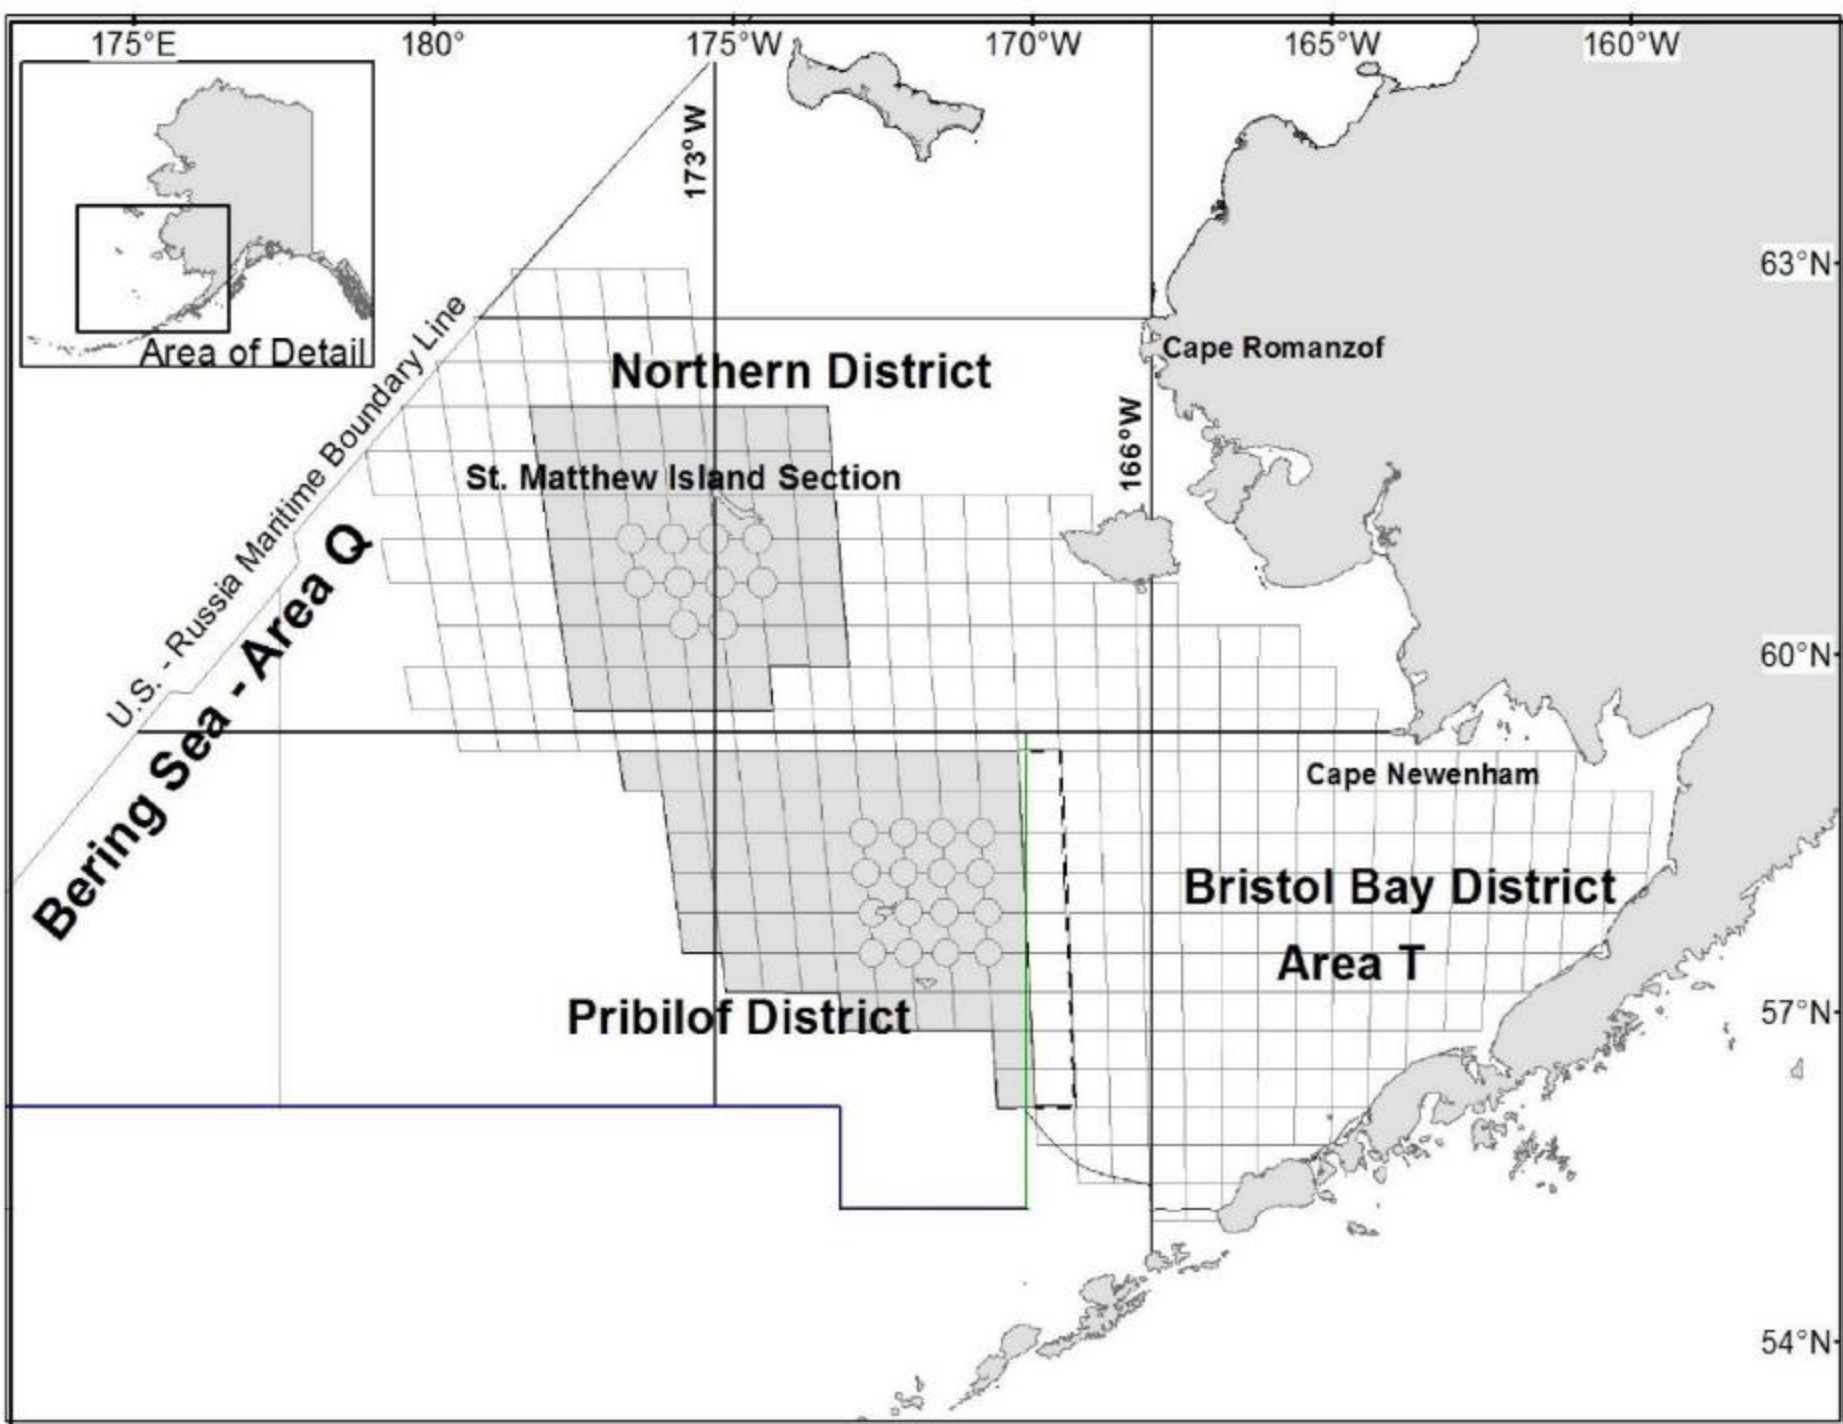 175°E 180° 175°W 170°W 165°W 160°W
173°W
63°N
Area of Detail
Cape Romanzof
Northern District
U.S. - Russia Maritime Boundary Line
166°W
St. Matthew Island Section
Bering Sea - Area Q
60°N
Cape Newenham
Bristol Bay District
Area T
Pribilof District
57°N
54°N